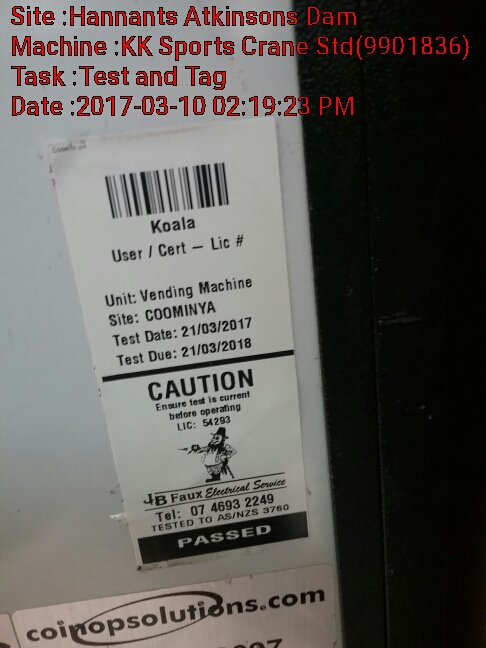 Site :Hannants Atkinsons Dam
Machine :KK Sports Crane Std(9901836)
Task :Test and Tag
Date :2017-03-10 02:19:23 PM
Koala
User / Cert – Lic #
Unit: Vending Machine
Site: COOMINYA
Test Date: 21/03/2017
Test Due: 21/03/2018
CAUTION
Ensure test is current
before operating
LIC: 54293
JB Faux Electrical Service
Tel: 07 4693 2249
TESTED TO AS/NZS 3760
PASSED
coinopsolutions.com